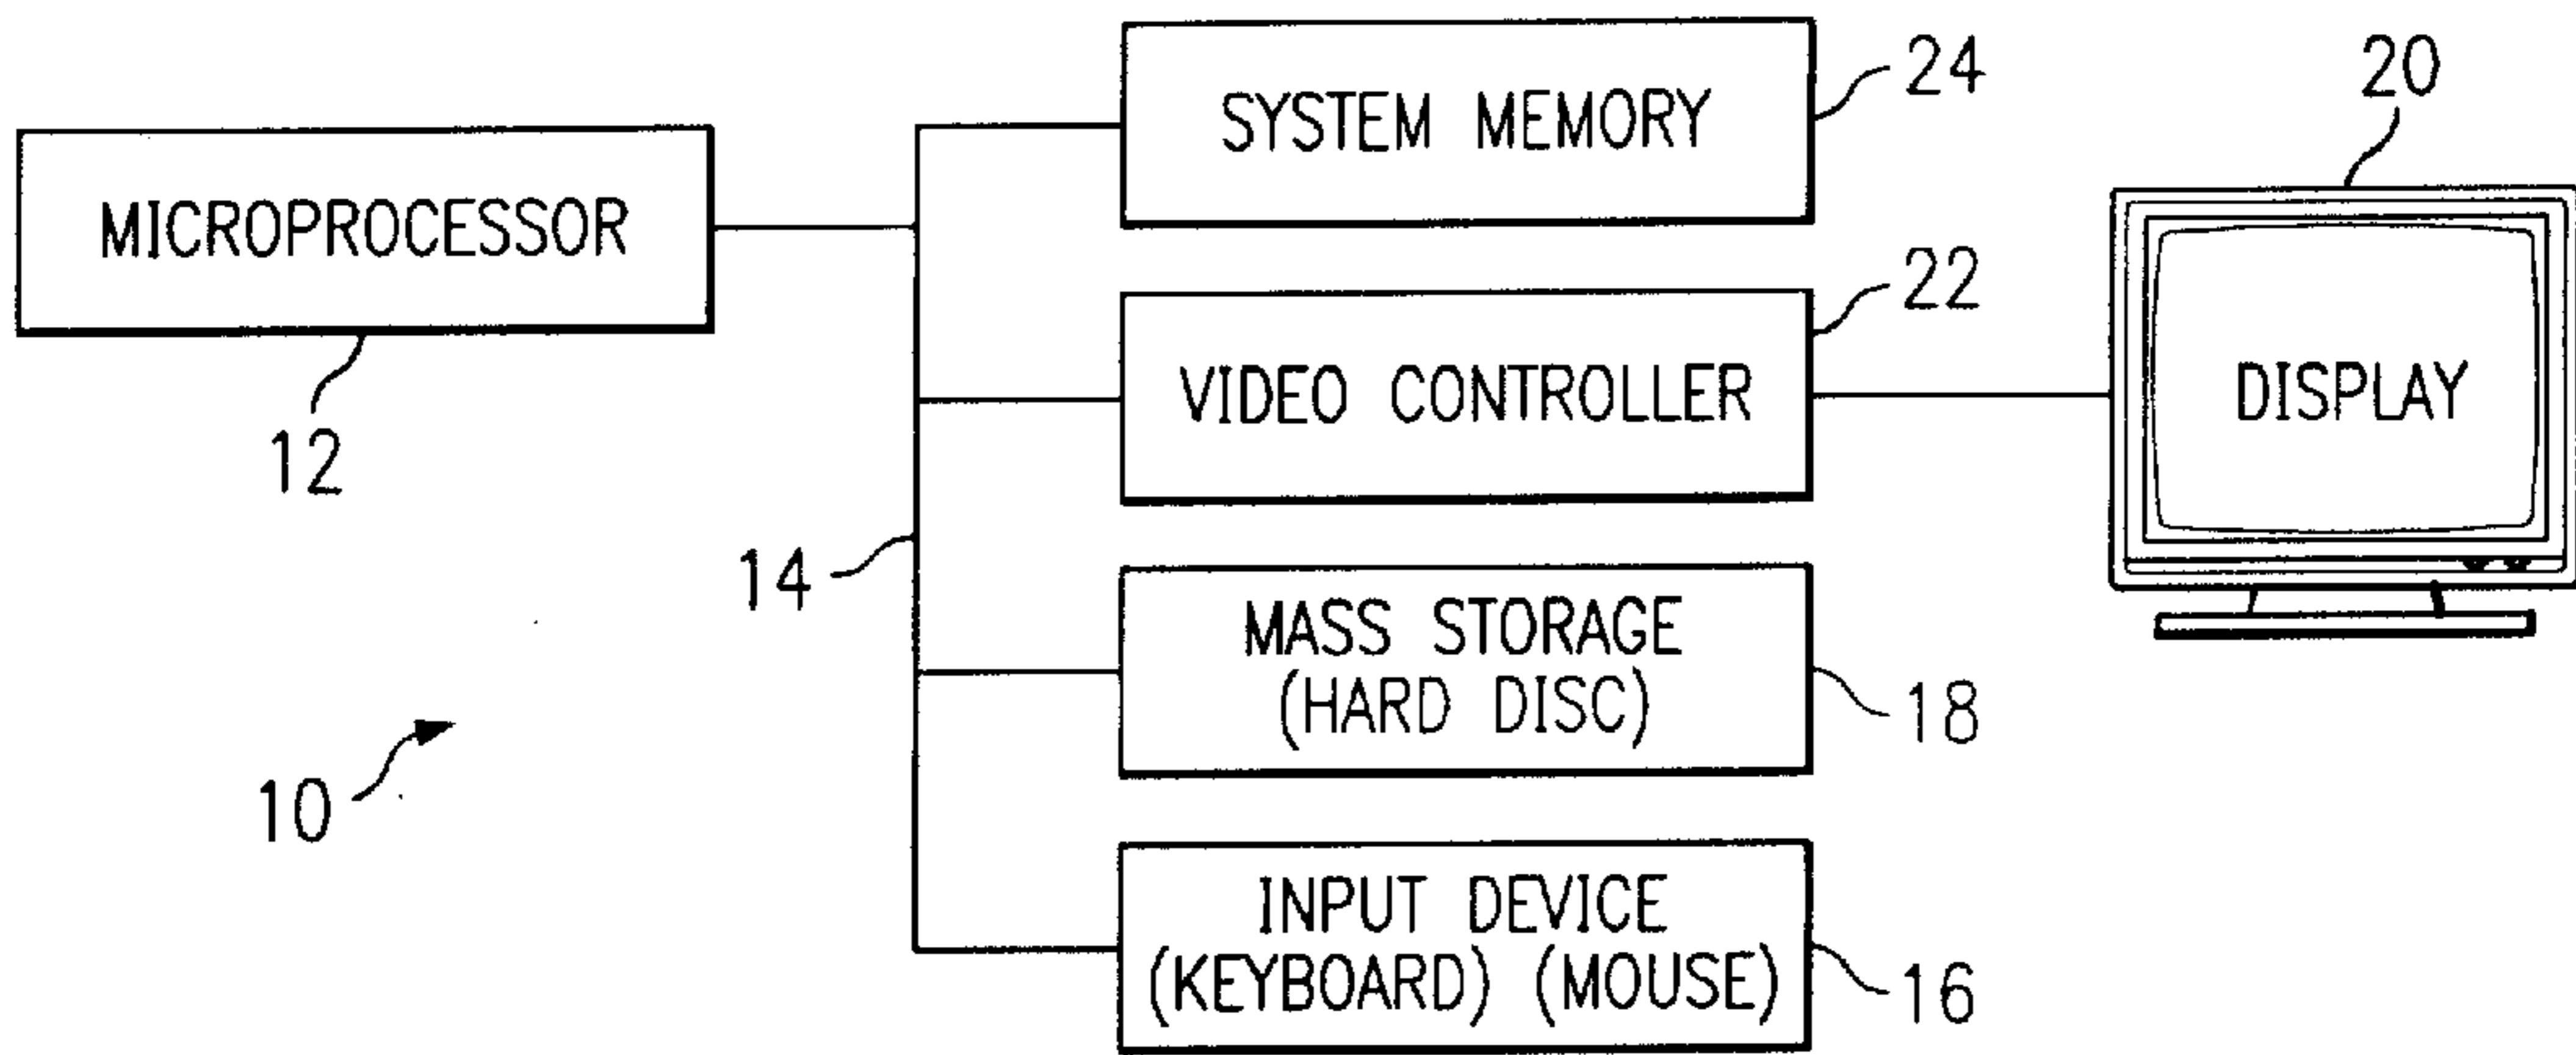 SYSTEM MEMORY
24
20
MICROPROCESSOR
12
22
VIDEO CONTROLLER
DISPLAY
14
MASS STORAGE
(HARD DISC)
18
10
INPUT DEVICE
(KEYBOARD) (MOUSE)
16